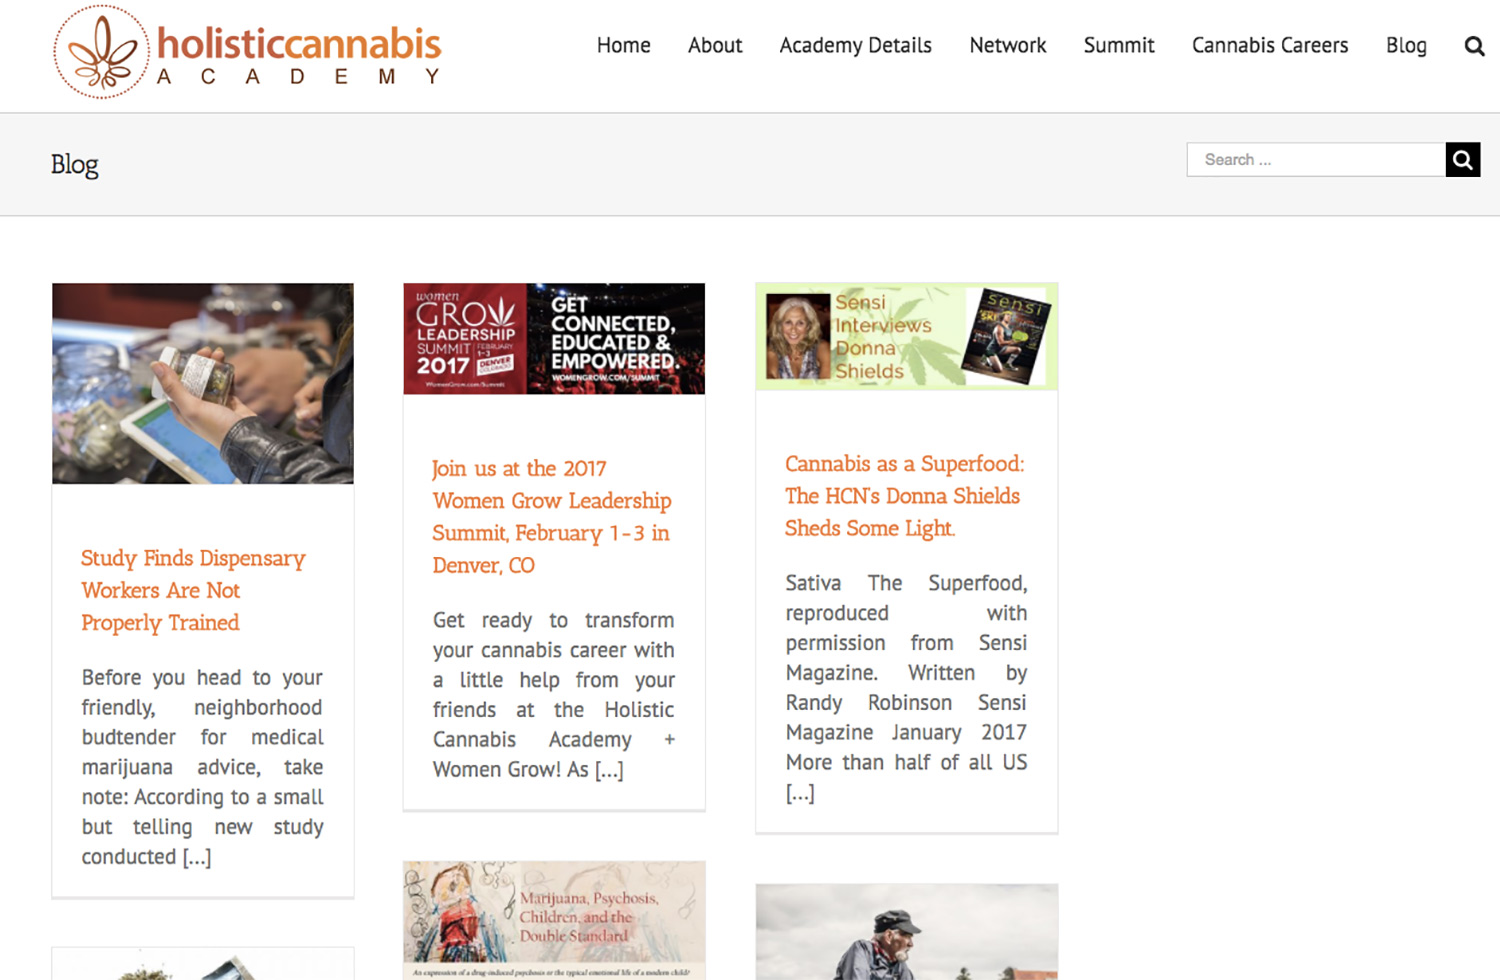 holisticcannabis
ACADEMY
Home About Academy Details Network Summit Cannabis Careers Blog
Blog
Search ...
Study Finds Dispensary
Workers Are Not
Properly Trained
Before you head to your
friendly, neighborhood
budtender for medical
marijuana advice, take
note: According to a small
but telling new study
conducted [...]
women
GROW
LEADERSHIP
SUMMIT FEBRUARY
1-3
2017 DENVER
COLORADO
WomenGrow.com/Summit
GET
CONNECTED,
EDUCATED &
EMPOWERED.
WOMENGROW.COM/SUMMIT
Join us at the 2017
Women Grow Leadership
Summit, February 1-3 in
Denver, CO
Get ready to transform
your cannabis career with
a little help from your
friends at the Holistic
Cannabis Academy +
Women Grow! As [...]
Sensi
Interviews
Donna
Shields
sensi
Cannabis as a Superfood:
The HCN's Donna Shields
Sheds Some Light.
Sativa The Superfood,
reproduced with
permission from Sensi
Magazine. Written by
Randy Robinson Sensi
Magazine January 2017
More than half of all US
[...]
Marijuana, Psychosis,
Children, and the
Double Standard
An expression of a drug-induced psychosis or the typical emotional life of a modern child?